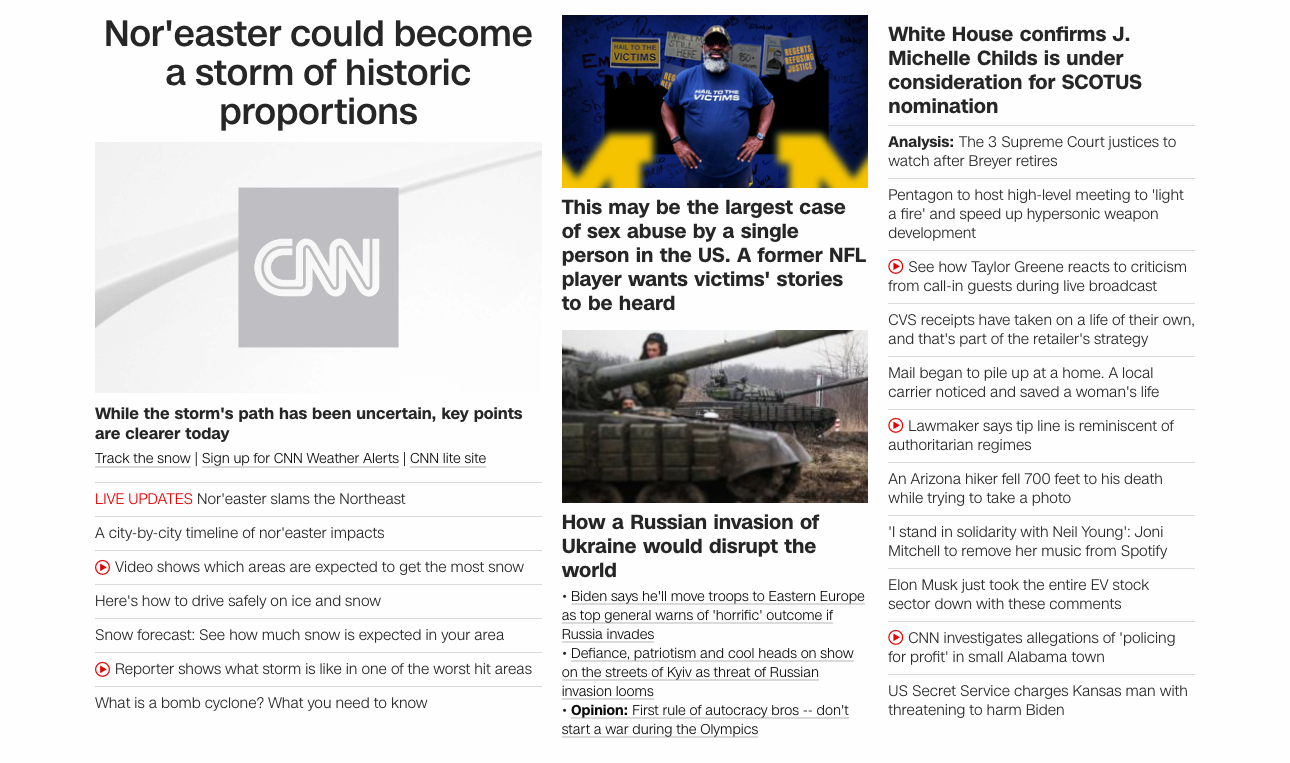 Nor'easter could become
a storm of historic
proportions
CNN
While the storm's path has been uncertain, key points
are clearer today
Track the snow | Sign up for CNN Weather Alerts | CNN lite site
LIVE UPDATES Nor'easter slams the Northeast
A city-by-city timeline of nor'easter impacts
Video shows which areas are expected to get the most snow
Here's how to drive safely on ice and snow
Snow forecast: See how much snow is expected in your area
Reporter shows what storm is like in one of the worst hit areas
What is a bomb cyclone? What you need to know
HAIL TO THE
VICTIMS
STILL
HERE
REGENTS
REFUSING
JUSTICE
HAIL TO THE
VICTIMS
This may be the largest case
of sex abuse by a single
person in the US. A former NFL
player wants victims' stories
to be heard
How a Russian invasion of
Ukraine would disrupt the
world
• Biden says he'll move troops to Eastern Europe
as top general warns of 'horrific' outcome if
Russia invades
• Defiance, patriotism and cool heads on show
on the streets of Kyiv as threat of Russian
invasion looms
• Opinion: First rule of autocracy bros -- don't
start a war during the Olympics
White House confirms J.
Michelle Childs is under
consideration for SCOTUS
nomination
Analysis: The 3 Supreme Court justices to
watch after Breyer retires
Pentagon to host high-level meeting to 'light
a fire' and speed up hypersonic weapon
development
See how Taylor Greene reacts to criticism
from call-in guests during live broadcast
CVS receipts have taken on a life of their own,
and that's part of the retailer's strategy
Mail began to pile up at a home. A local
carrier noticed and saved a woman's life
Lawmaker says tip line is reminiscent of
authoritarian regimes
An Arizona hiker fell 700 feet to his death
while trying to take a photo
'I stand in solidarity with Neil Young': Joni
Mitchell to remove her music from Spotify
Elon Musk just took the entire EV stock
sector down with these comments
CNN investigates allegations of 'policing
for profit' in small Alabama town
US Secret Service charges Kansas man with
threatening to harm Biden